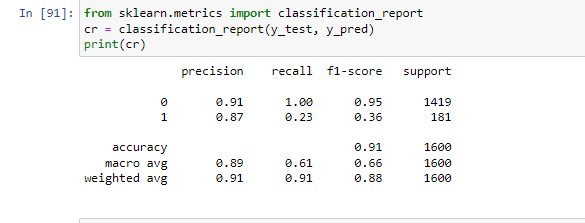 In [91]: from sklearn.metrics import classification_report
cr = classification_report(y_test, y_pred)
print(cr)
precision recall f1-score support
0 0.91 1.00 0.95 1419
1 0.87 0.23 0.36 181
accuracy 0.91 1600
macro avg 0.89 0.61 0.66 1600
weighted avg 0.91 0.91 0.88 1600